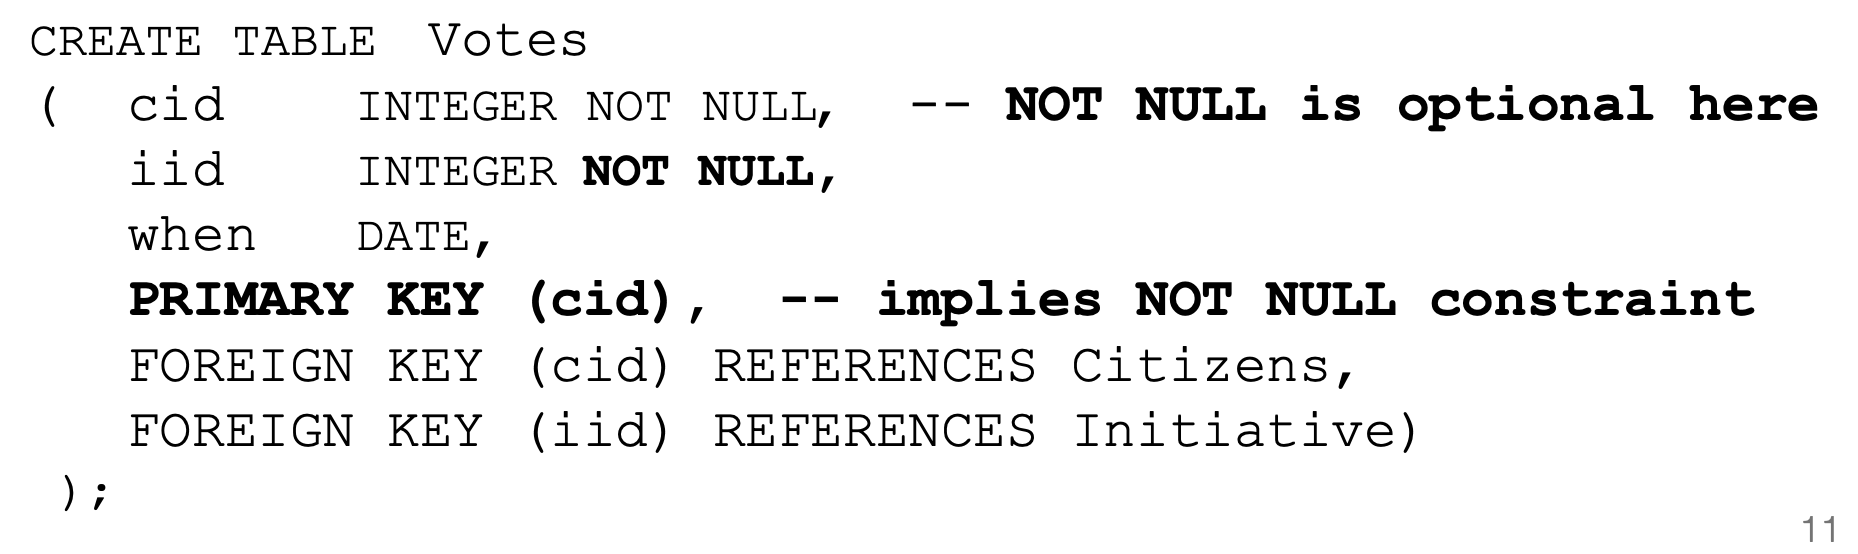 CREATE TABLE Votes
( cid INTEGER NOT NULL, -- NOT NULL is optional here
iid INTEGER NOT NULL,
when DATE,
PRIMARY KEY (cid), -- implies NOT NULL constraint
FOREIGN KEY (cid) REFERENCES Citizens,
FOREIGN KEY (iid) REFERENCES Initiative)
);
11